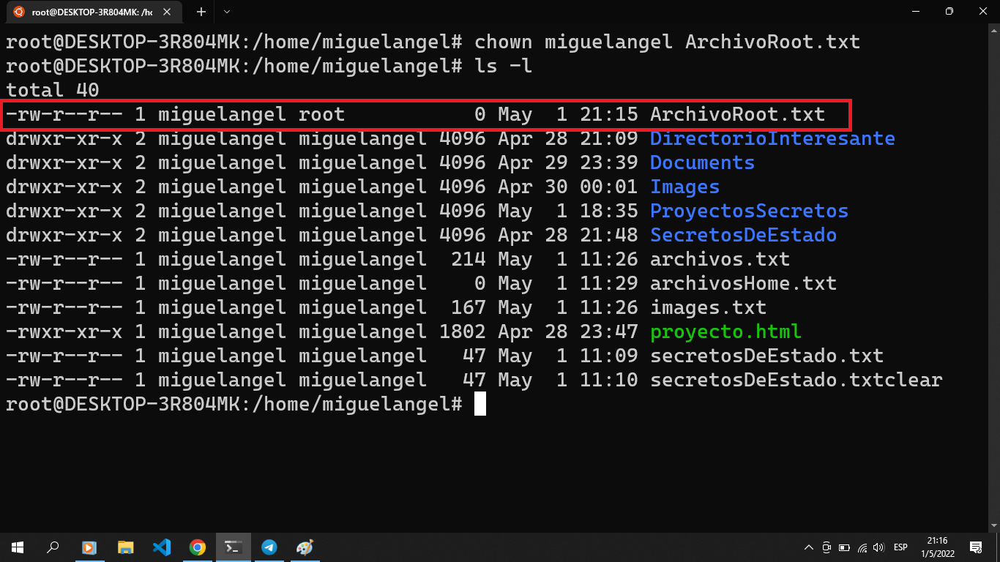 root@DESKTOP-3R804MK: /hc
root@DESKTOP-3R804MK:/home/miguelangel# chown miguelangel ArchivoRoot.txt
root@DESKTOP-3R804MK:/home/miguelangel# ls -l
total 40
-rw-r--r-- 1 miguelangel root           0 May  1 21:15 ArchivoRoot.txt
drwxr-xr-x 2 miguelangel miguelangel 4096 Apr 28 21:09 DirectorioInteresante
drwxr-xr-x 2 miguelangel miguelangel 4096 Apr 29 23:39 Documents
drwxr-xr-x 2 miguelangel miguelangel 4096 Apr 30 00:01 Images
drwxr-xr-x 2 miguelangel miguelangel 4096 May  1 18:35 ProyectosSecretos
drwxr-xr-x 2 miguelangel miguelangel 4096 Apr 28 21:48 SecretosDeEstado
-rw-r--r-- 1 miguelangel miguelangel  214 May  1 11:26 archivos.txt
-rw-r--r-- 1 miguelangel miguelangel    0 May  1 11:29 archivosHome.txt
-rw-r--r-- 1 miguelangel miguelangel  167 May  1 11:26 images.txt
-rwxr-xr-x 1 miguelangel miguelangel 1802 Apr 28 23:47 proyecto.html
-rw-r--r-- 1 miguelangel miguelangel   47 May  1 11:09 secretosDeEstado.txt
-rw-r--r-- 1 miguelangel miguelangel   47 May  1 11:10 secretosDeEstado.txtclear
root@DESKTOP-3R804MK:/home/miguelangel#
ESP
21:16
1/5/2022